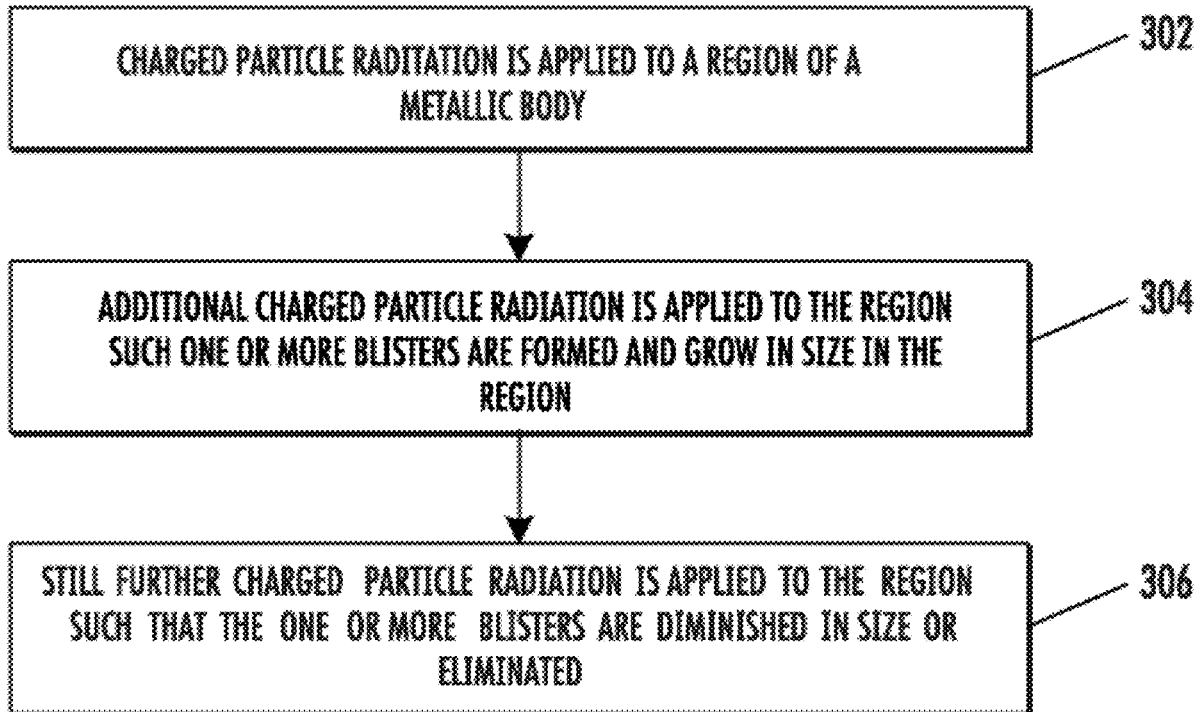 CHARGED PARTICLE RADITATION IS APPLIED TO A REGION OF A
METALLIC BODY
302
ADDITIONAL CHARGED PARTICLE RADIATION IS APPLIED TO THE REGION
SUCH ONE OR MORE BLISTERS ARE FORMED AND GROW IN SIZE IN THE
REGION
304
STILL FURTHER CHARGED PARTICLE RADIATION IS APPLIED TO THE REGION
SUCH THAT THE ONE OR MORE BLISTERS ARE DIMINISHED IN SIZE OR
ELIMINATED
306